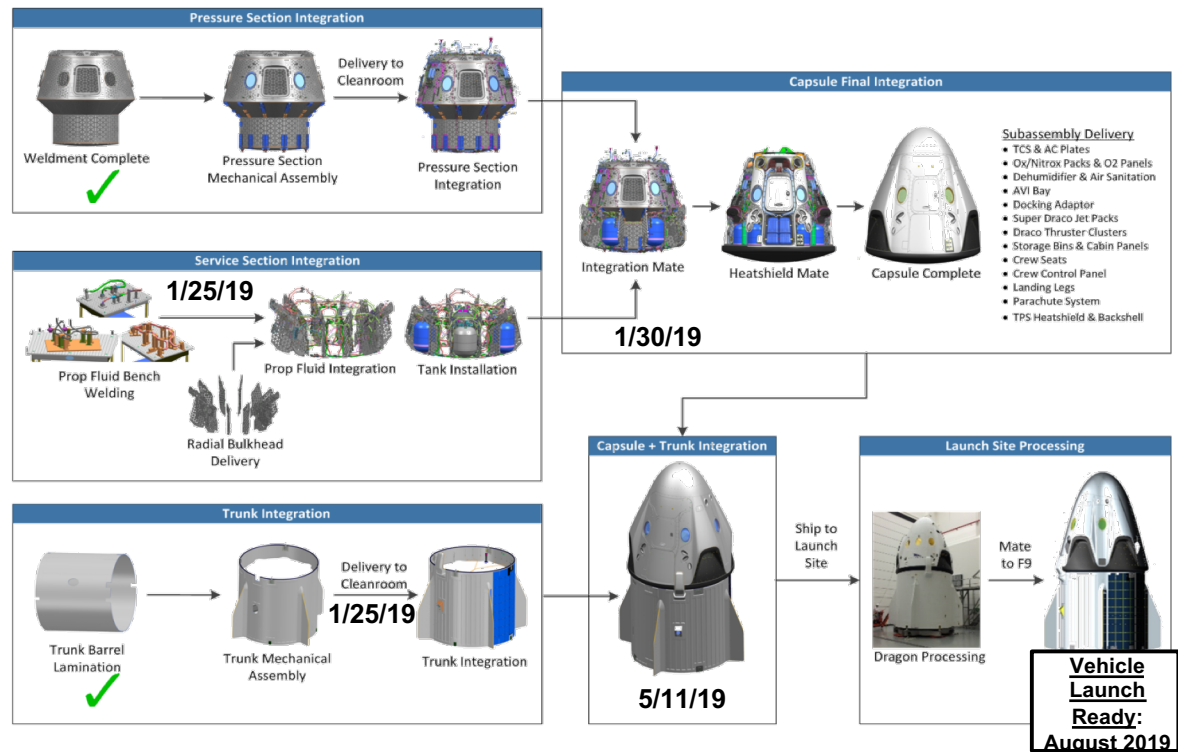 Pressure Section Integration
Weldment Complete
Pressure Section
Mechanical Assembly
Delivery to
Cleanroom
Pressure Section
Integration
Service Section Integration
1/25/19
Prop Fluid Bench
Welding
Radial Bulkhead
Delivery
Prop Fluid Integration
Tank Installation
Trunk Integration
Trunk Barrel
Lamination
Trunk Mechanical
Assembly
Delivery to
Cleanroom
1/25/19
Trunk Integration
Capsule Final Integration
Integration Mate
1/30/19
Heatshield Mate
Capsule Complete
Subassembly Delivery
• TCS & AC Plates
• Ox/Nitrox Packs & O2 Panels
• Dehumidifier & Air Sanitation
• AVI Bay
• Docking Adaptor
• Super Draco Jet Packs
• Draco Thruster Clusters
• Storage Bins & Cabin Panels
• Crew Seats
• Crew Control Panel
• Landing Legs
• Parachute System
• TPS Heatshield & Backshell
Capsule + Trunk Integration
5/11/19
Ship to
Launch
Site
Launch Site Processing
Dragon Processing
Mate
to F9
Vehicle
Launch
Ready:
August 2019